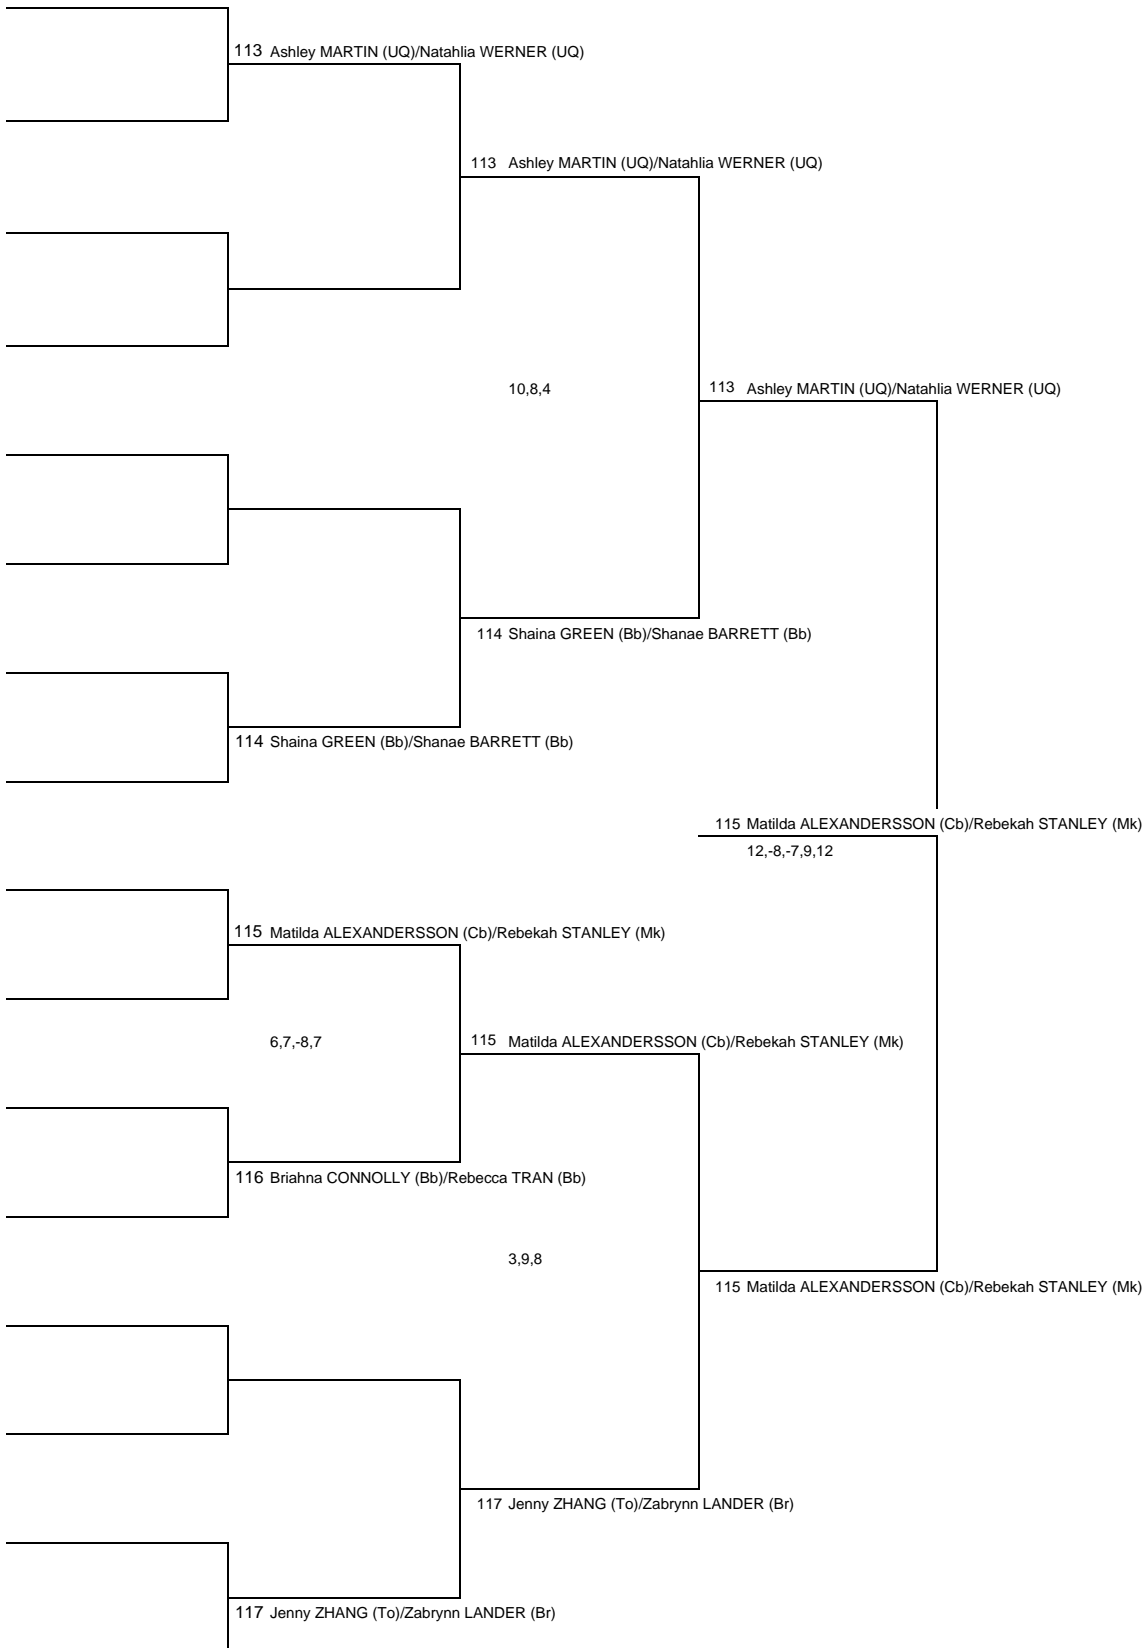 113 Ashley MARTIN (UQ)/Natahlia WERNER (UQ)
113 Ashley MARTIN (UQ)/Natahlia WERNER (UQ)
10,8,4
113 Ashley MARTIN (UQ)/Natahlia WERNER (UQ)
114 Shaina GREEN (Bb)/Shanae BARRETT (Bb)
114 Shaina GREEN (Bb)/Shanae BARRETT (Bb)
115 Matilda ALEXANDERSSON (Cb)/Rebekah STANLEY (Mk)
12,-8,-7,9,12
115 Matilda ALEXANDERSSON (Cb)/Rebekah STANLEY (Mk)
6,7,-8,7
115 Matilda ALEXANDERSSON (Cb)/Rebekah STANLEY (Mk)
116 Briahna CONNOLLY (Bb)/Rebecca TRAN (Bb)
3,9,8
115 Matilda ALEXANDERSSON (Cb)/Rebekah STANLEY (Mk)
117 Jenny ZHANG (To)/Zabrynn LANDER (Br)
117 Jenny ZHANG (To)/Zabrynn LANDER (Br)